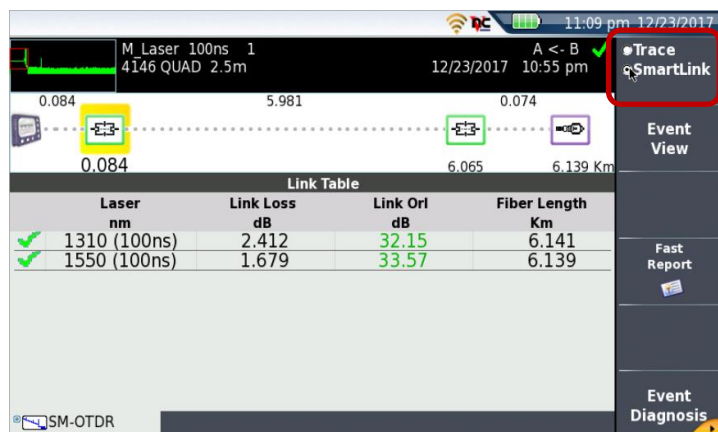 11:09 pm 12/23/2017
M_Laser 100ns 1
A <- B
4146 QUAD 2.5m
12/23/2017 10:55 pm
Trace
SmartLink
0.084 5.981 0.074
0.084 6.065 6.139 Km
Event
View
Link Table
Laser Link Loss Link Orl Fiber Length
nm dB dB Km
1310 (100ns) 2.412 32.15 6.141
1550 (100ns) 1.679 33.57 6.139
Fast
Report
Event
Diagnosis
SM-OTDR